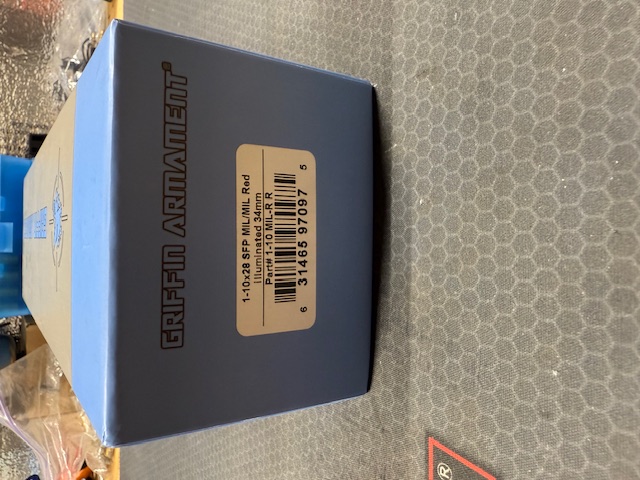 GRIFFIN ARMAMENT®
1-10x28 SFP MIL/MIL Red
illuminated 34mm
Part# 1-10 MIL-R R
6 31465 97097 5
®